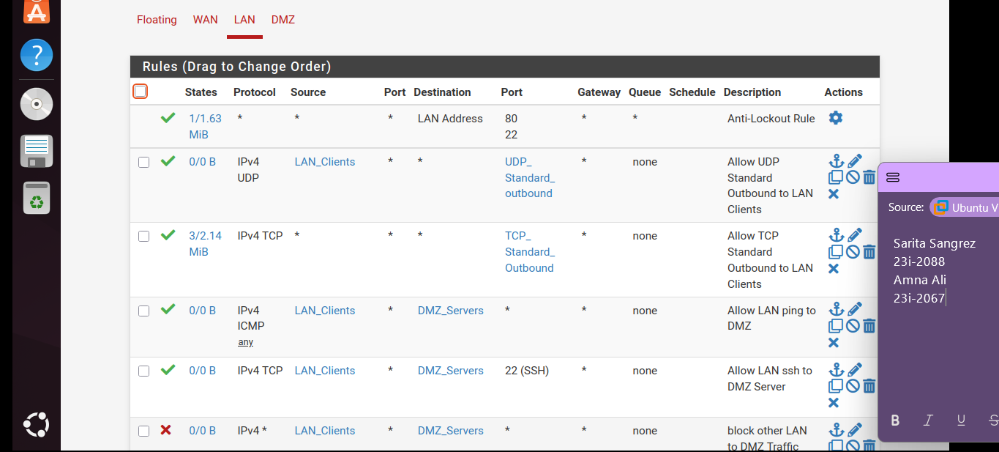 Floating WAN LAN DMZ
Rules (Drag to Change Order)
States Protocol Source Port Destination Port Gateway Queue Schedule Description Actions
1/1.63 * * * LAN Address 80 * * Anti-Lockout Rule
MiB 22
0/0 B IPv4 LAN_Clients * * UDP_ * none Allow UDP
UDP Standard_ Standard
outbound Outbound to LAN
Clients
3/2.14 IPv4 TCP * * * TCP_ * none Allow TCP
MiB Standard_ Standard
Outbound Outbound to LAN
Clients
0/0 B IPv4 LAN_Clients * DMZ_Servers * * none Allow LAN ping to
ICMP DMZ
any
0/0 B IPv4 TCP LAN_Clients * DMZ_Servers 22 (SSH) * none Allow LAN ssh to
DMZ Server
0/0 B IPv4 * LAN_Clients * DMZ_Servers * * none block other LAN
to DMZ Traffic
Source: Ubuntu V
Sarita Sangrez
23i-2088
Amna Ali
23i-2067
B I U S